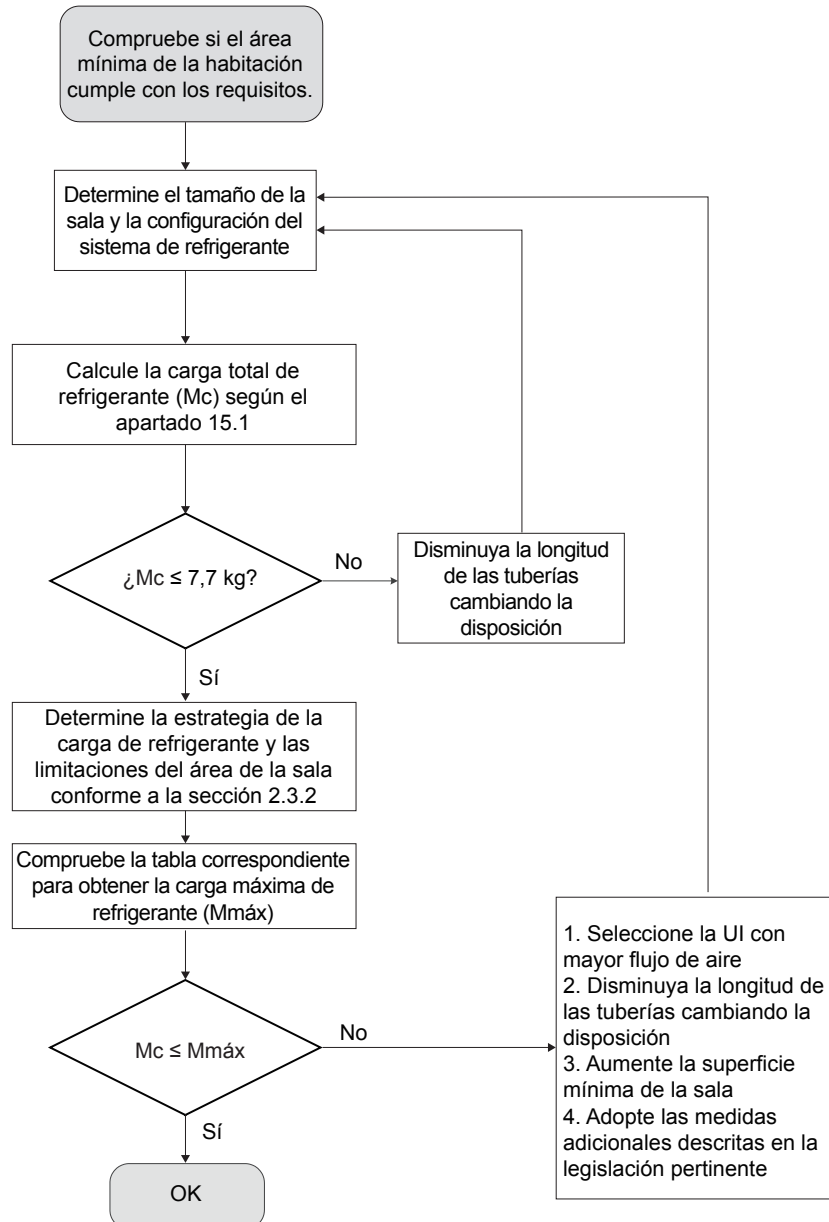 Compruebe si el área
mínima de la habitación
cumple con los requisitos.
Determine el tamaño de la
sala y la configuración del
sistema de refrigerante
Calcule la carga total de
refrigerante (Mc) según el
apartado 15.1
¿Mc ≤ 7,7 kg?
No
Disminuya la longitud
de las tuberías
cambiando la
disposición
Sí
Determine la estrategia de la
carga de refrigerante y las
limitaciones del área de la sala
conforme a la sección 2.3.2
Compruebe la tabla correspondiente
para obtener la carga máxima de
refrigerante (Mmáx)
Mc ≤ Mmáx
No
1. Seleccione la UI con
mayor flujo de aire
2. Disminuya la longitud de
las tuberías cambiando la
disposición
3. Aumente la superficie
mínima de la sala
4. Adopte las medidas
adicionales descritas en la
legislación pertinente
Sí
OK